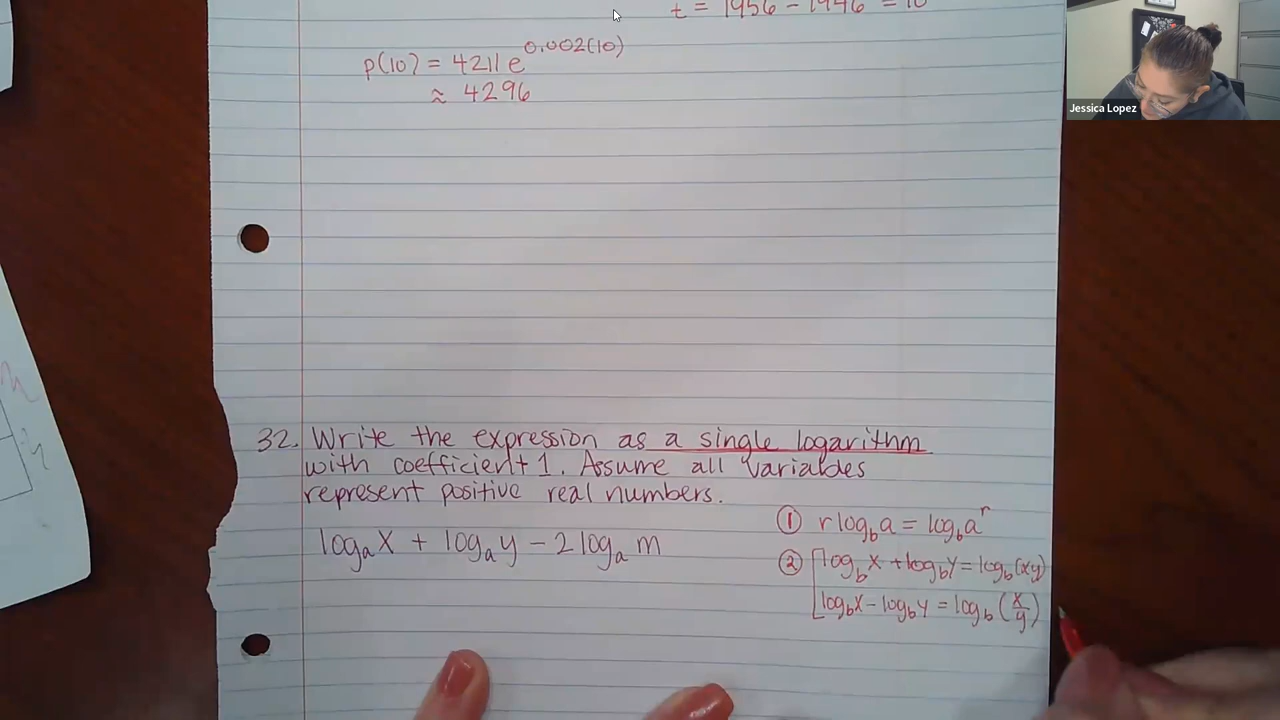 t = 1956 - 1946 = 10
p(10) = 4211 e^0.002(10)
≈ 4296
Jessica Lopez
32. Write the expression as a single logarithm
with coefficient 1. Assume all variables
represent positive real numbers.
log_a x + log_a y - 2 log_a m
① r log_b a = log_b a^r
② log_b x + log_b y = log_b (xy)
log_b x - log_b y = log_b (x/y)